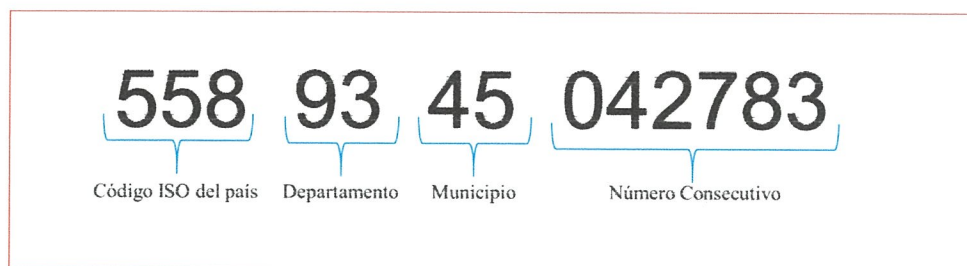 558 93 45 042783
Código ISO del país Departamento Municipio Número Consecutivo